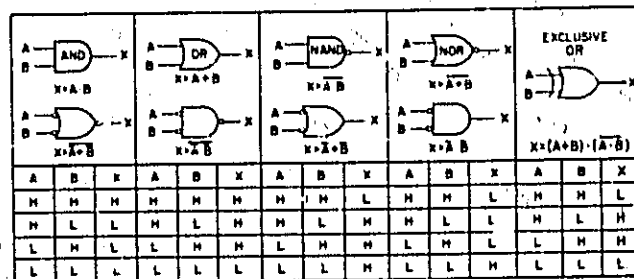 A AND X A OR X A NAND X A NOR X EXCLUSIVE OR
B B B B A X
X=A·B X=A+B X=A̅ ̅B̅ X=A̅+̅B̅ B
A X A X A X A X
B B B B
X=A̅+̅B̅ X=A̅ ̅B̅ X=A̅+B̅ X=A̅ B̅ X=(A+B)·(A̅·̅B̅)
A B X A B X A B X A B X A B X
H H H H H H H H L H H L H H L
H L L H L H H L H H L L H L H
L H L L H H L H H L H L L H H
L L L L L L L L H L L H L L L